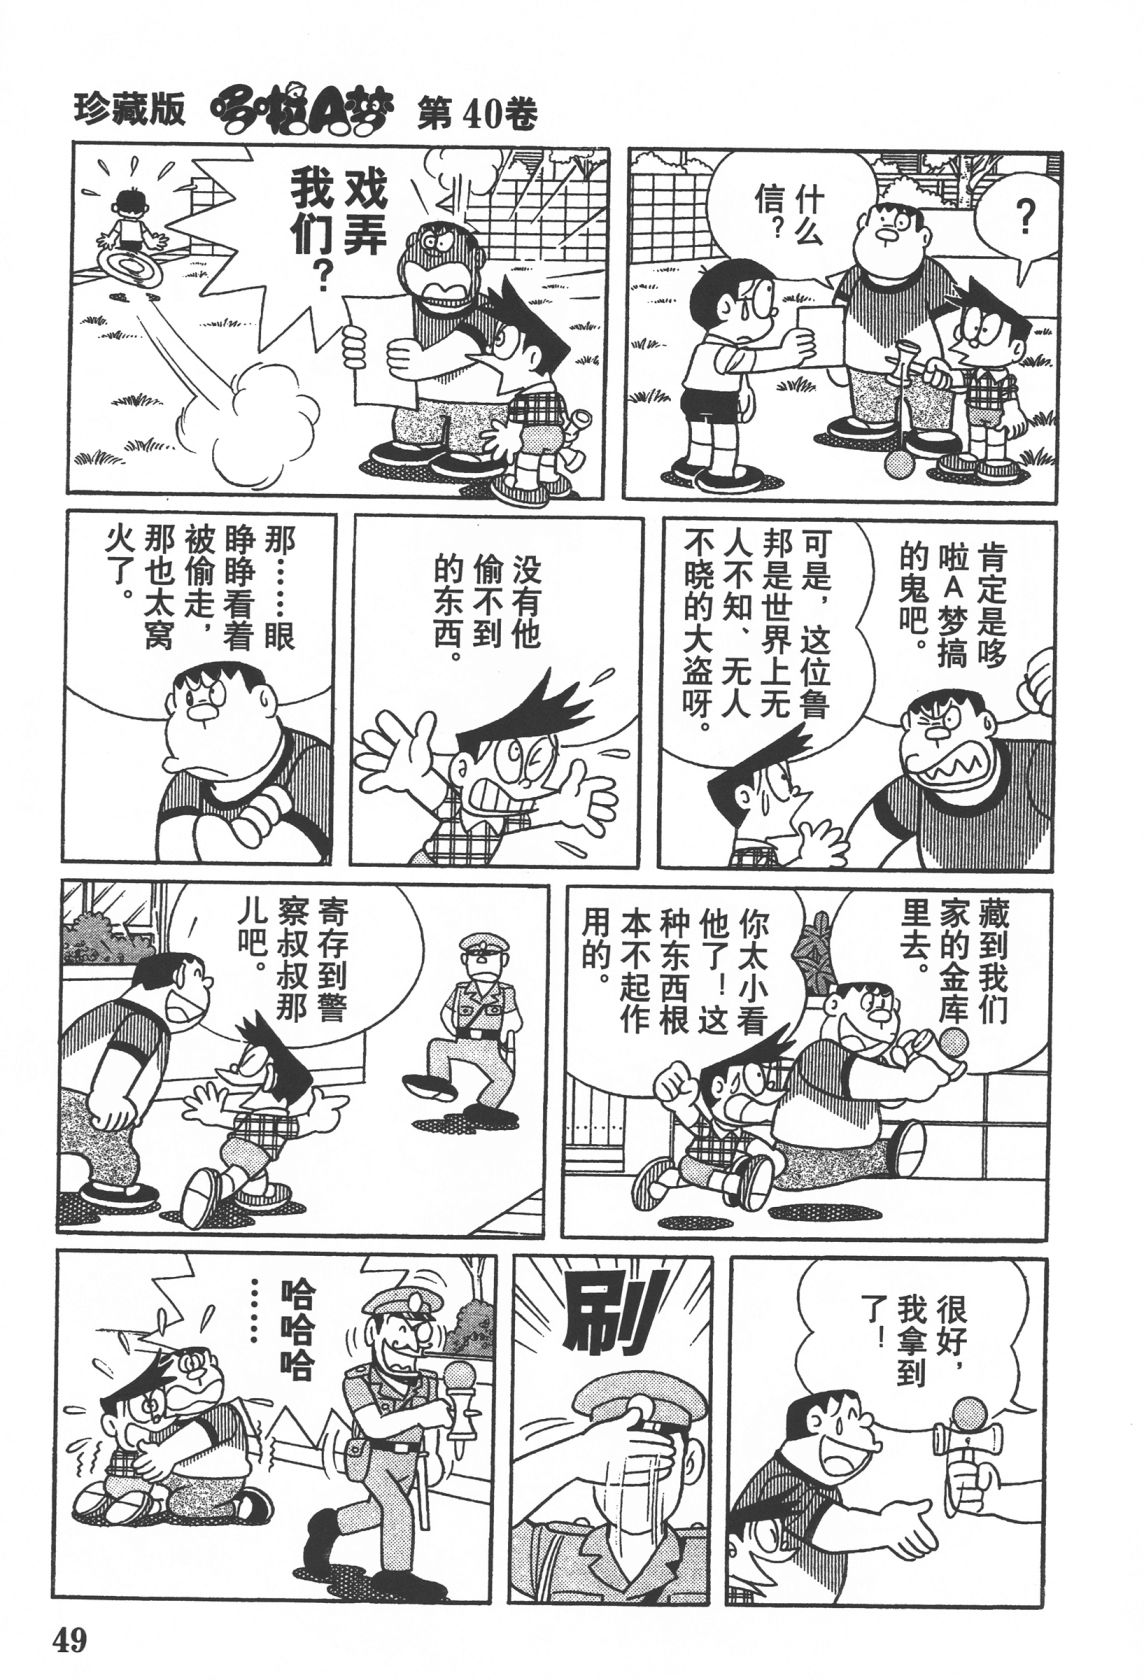 珍藏版 哆啦A梦 第40卷
?
什么
信?
戏弄
我们?
肯定是哆
啦A梦搞
的鬼吧。
可是，这位鲁
邦是世界上无
人不知、无人
不晓的大盗呀。
没有他
偷不到
的东西。
那……眼
睁睁看着
被偷走，
那也太窝
火了。
藏到我们
家的金库
里去。
你太小看
他了！这
种东西根
本不起作
用的。
寄存到警
察叔叔那
儿吧。
很好，
我拿到
了！
刷
哈哈哈
……
49